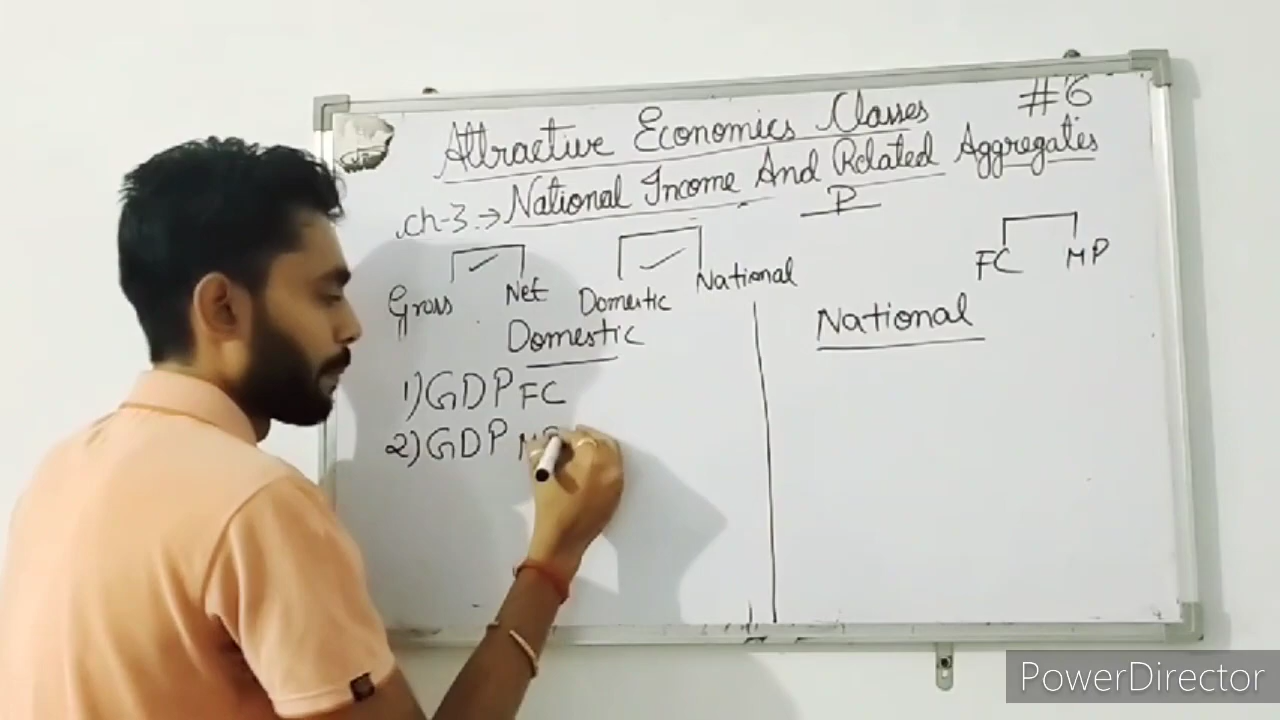 Attractive Economics Classes #6
Ch-3 :-> National Income And Related Aggregates
P
Gross Net Domestic National FC MP
Domestic National
1) GDP FC
2) GDP
PowerDirector